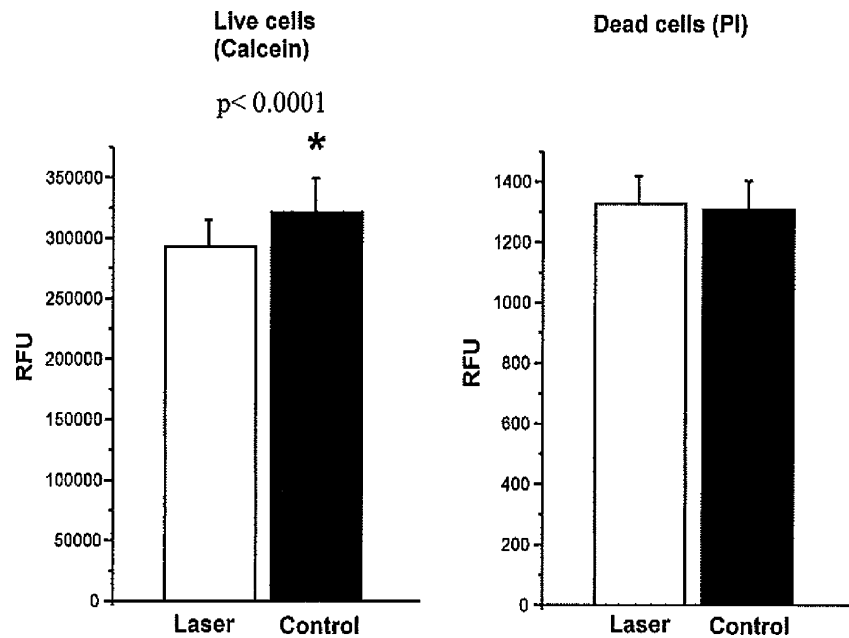 Live cells
(Calcein)
p< 0.0001
*
350000
300000
250000
200000
150000
100000
50000
0
RFU
Laser
Control
Dead cells (PI)
1400
1200
1000
800
600
400
200
0
RFU
Laser
Control